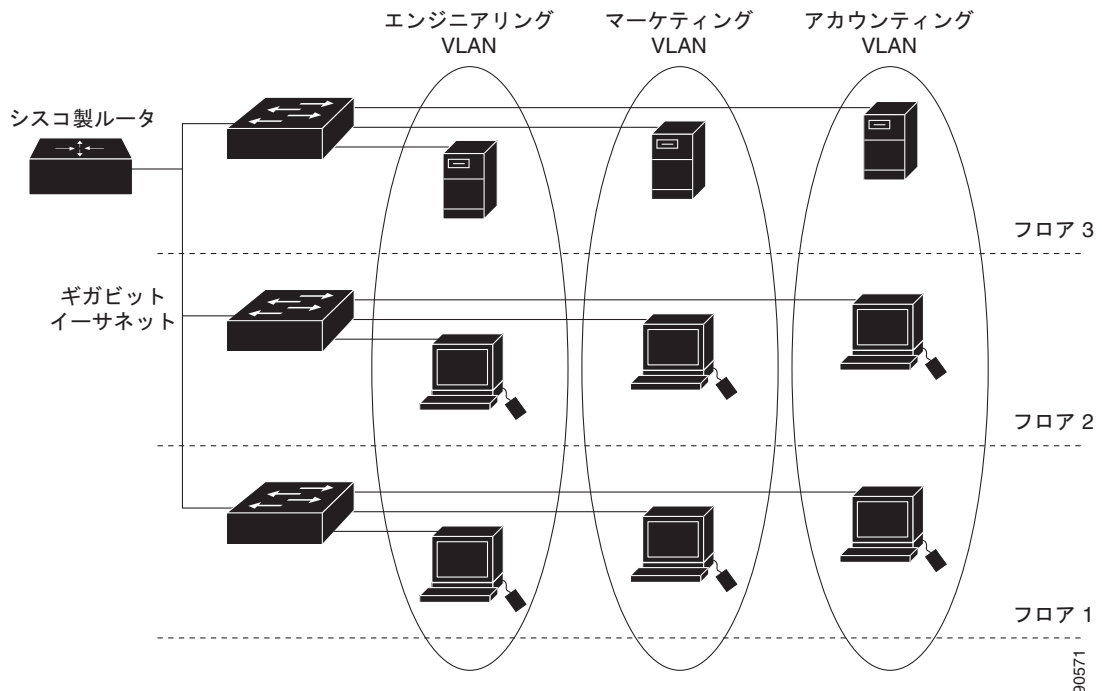 エンジニアリング
VLAN
マーケティング
VLAN
アカウンティング
VLAN
シスコ製ルータ
フロア 3
ギガビット
イーサネット
フロア 2
フロア 1
90571